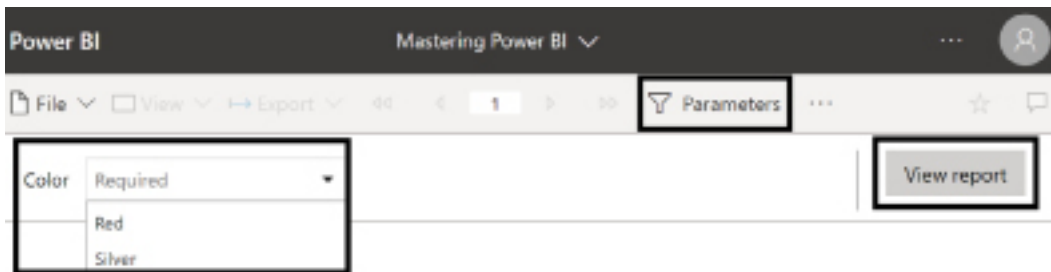 Power BI Mastering Power BI
File View Export 1 Parameters
Color Required View report
Red
Silver